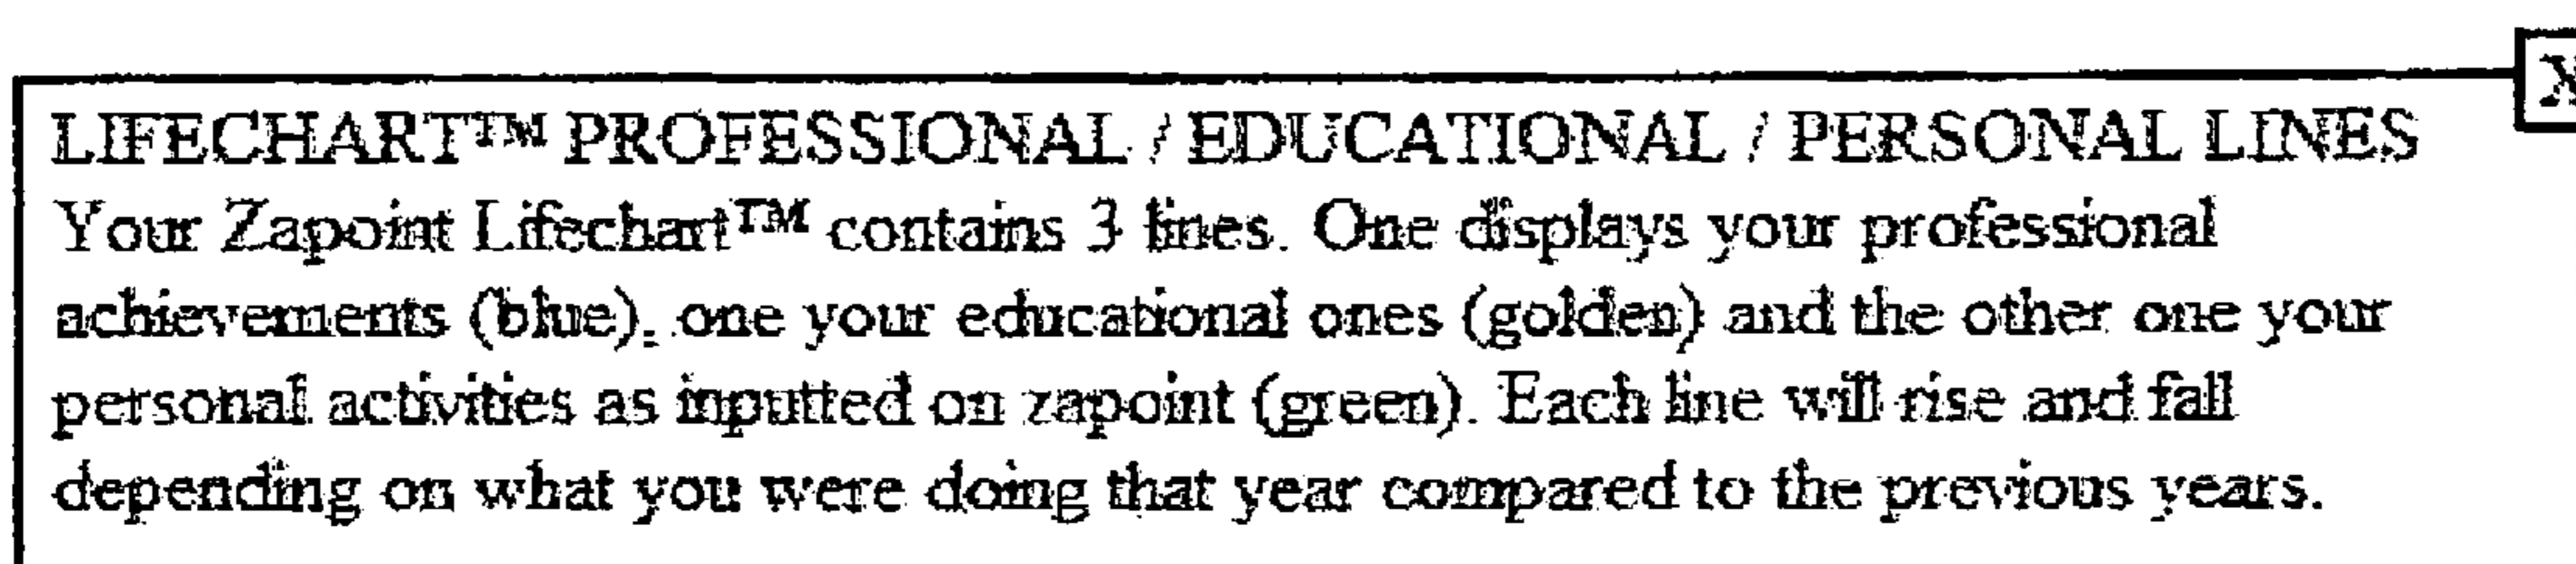 X
LIFECHART™ PROFESSIONAL / EDUCATIONAL / PERSONAL LINES
Your Zapoint Lifechart™ contains 3 lines. One displays your professional
achievements (blue), one your educational ones (golden) and the other one your
personal activities as inputted on zapoint (green). Each line will rise and fall
depending on what you were doing that year compared to the previous years.